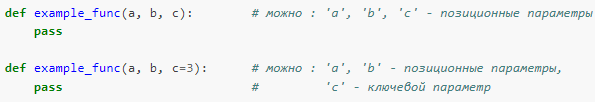 def example_func(a, b, c):      # можно : 'a', 'b', 'c' - позиционные параметры
    pass
def example_func(a, b, c=3):    # можно : 'a', 'b' - позиционные параметры,
    pass                        #         'c' - ключевой параметр